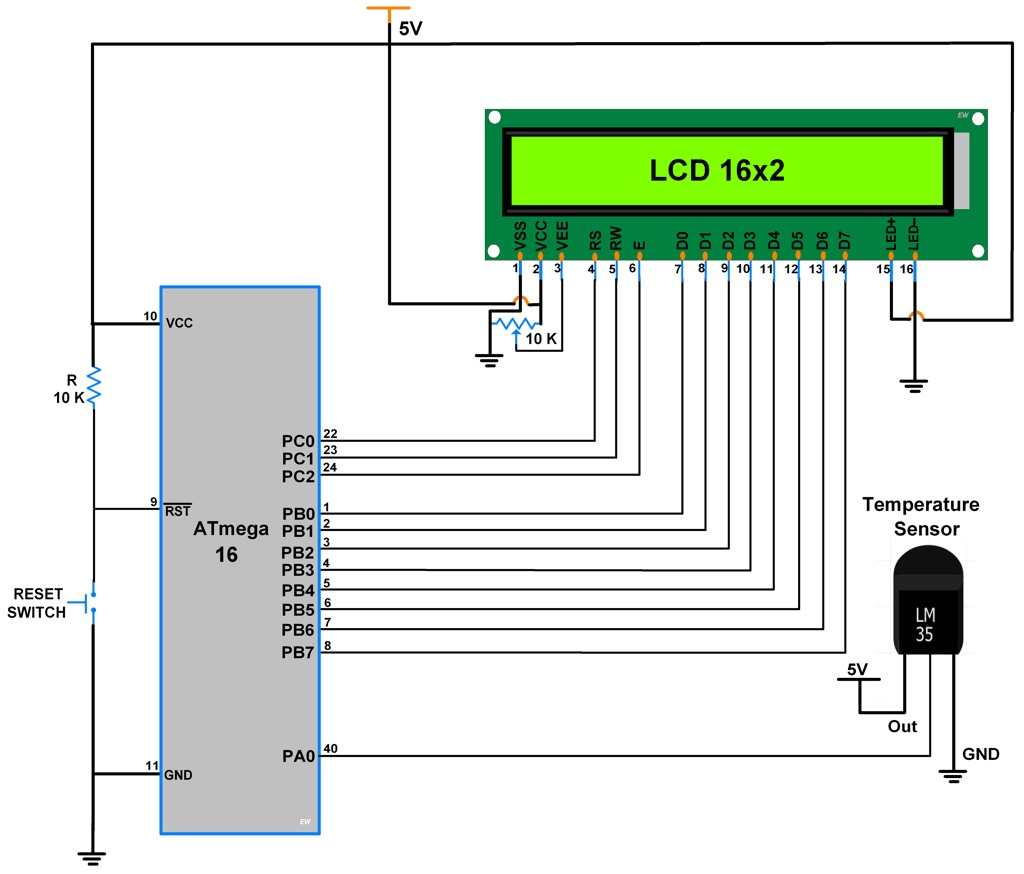 5V
EW
LCD 16x2
VSS VCC VEE RS RW E D0 D1 D2 D3 D4 D5 D6 D7 LED+ LED-
1 2 3 4 5 6 7 8 9 10 11 12 13 14 15 16
10 K
10 VCC
R
10 K
PC0 22
PC1 23
PC2 24
9 RST
ATmega
16
PB0 1
PB1 2
PB2 3
PB3 4
PB4 5
PB5 6
PB6 7
PB7 8
RESET
SWITCH
Temperature
Sensor
LM
35
5V
Out
GND
PA0 40
11 GND
EW